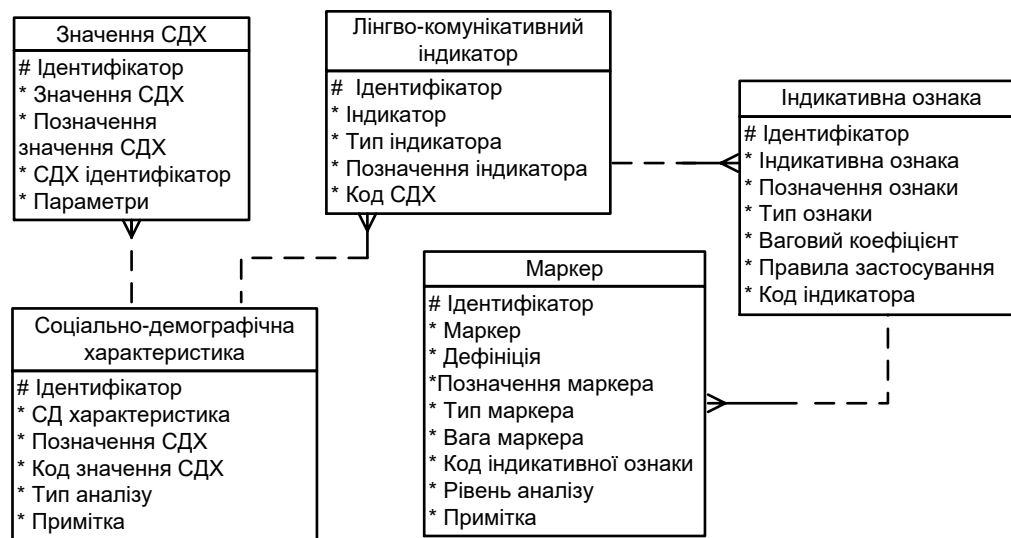 Значення СДХ
# Ідентифікатор
* Значення СДХ
* Позначення
значення СДХ
* СДХ ідентифікатор
* Параметри
Лінгво-комунікативний
індикатор
# Ідентифікатор
* Індикатор
* Тип індикатора
* Позначення індикатора
* Код СДХ
Індикативна ознака
# Ідентифікатор
* Індикативна ознака
* Позначення ознаки
* Тип ознаки
* Ваговий коефіцієнт
* Правила застосування
* Код індикатора
Соціально-демографічна
характеристика
# Ідентифікатор
* СД характеристика
* Позначення СДХ
* Код значення СДХ
* Тип аналізу
* Примітка
Маркер
# Ідентифікатор
* Маркер
* Дефініція
*Позначення маркера
* Тип маркера
* Вага маркера
* Код індикативної ознаки
* Рівень аналізу
* Примітка